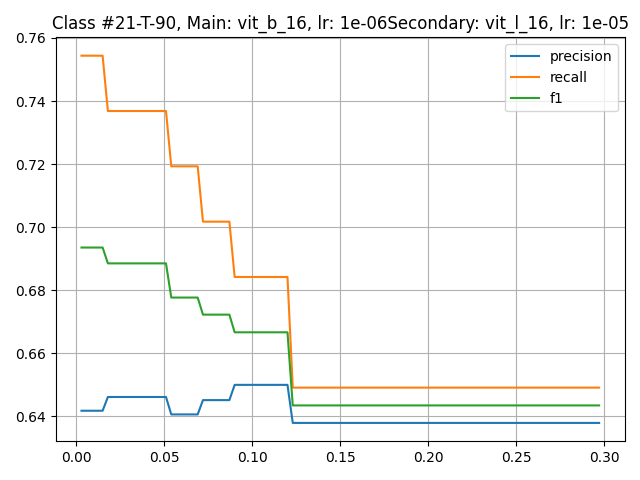 Class #21-T-90, Main: vit_b_16, lr: 1e-06Secondary: vit_l_16, lr: 1e-05
0.76
0.74
0.72
0.70
0.68
0.66
0.64
precision
recall
f1
0.00 0.05 0.10 0.15 0.20 0.25 0.30